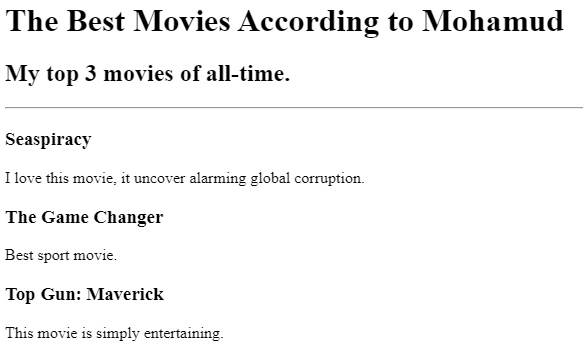 The Best Movies According to Mohamud
My top 3 movies of all-time.
Seaspiracy
I love this movie, it uncover alarming global corruption.
The Game Changer
Best sport movie.
Top Gun: Maverick
This movie is simply entertaining.